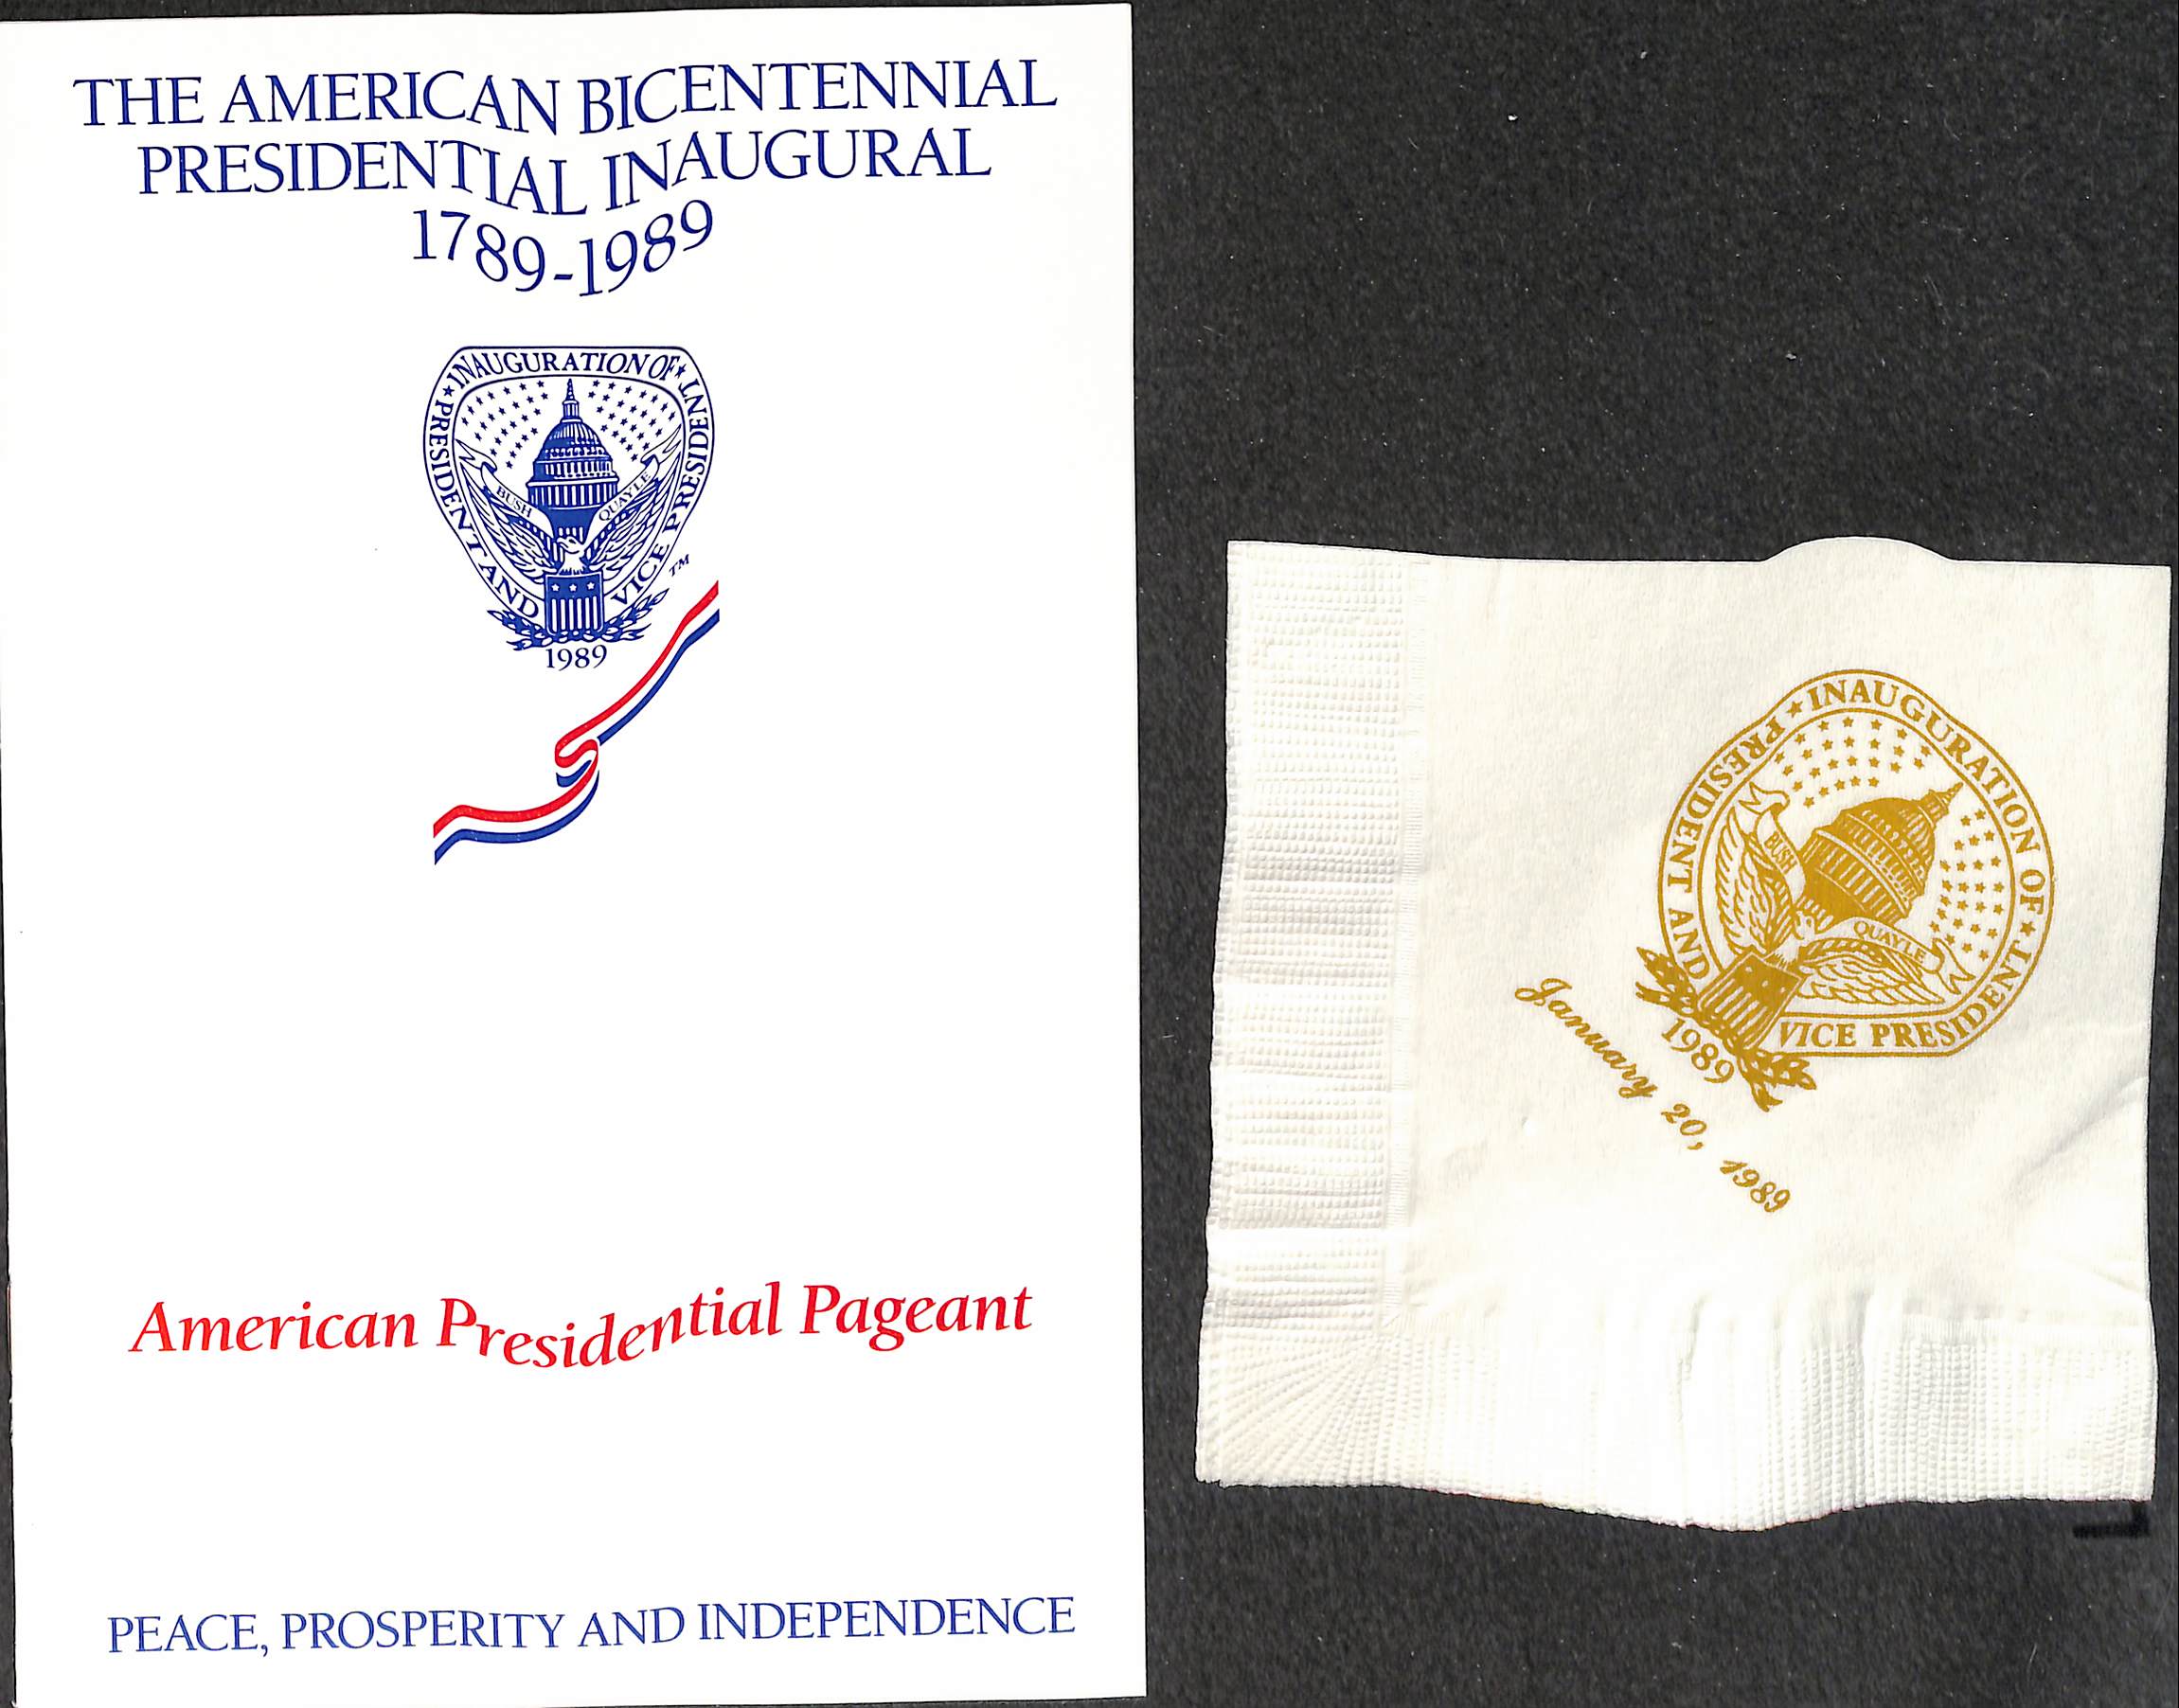 THE AMERICAN BICENTENNIAL
PRESIDENTIAL INAUGURAL
1789-1989
★ INAUGURATION OF ★
PRESIDENT AND VICE PRESIDENT
BUSH QUAYLE
TM
1989
American Presidential Pageant
PEACE, PROSPERITY AND INDEPENDENCE
★ INAUGURATION OF ★
PRESIDENT AND VICE PRESIDENT
BUSH QUAYLE
1989
January 20, 1989